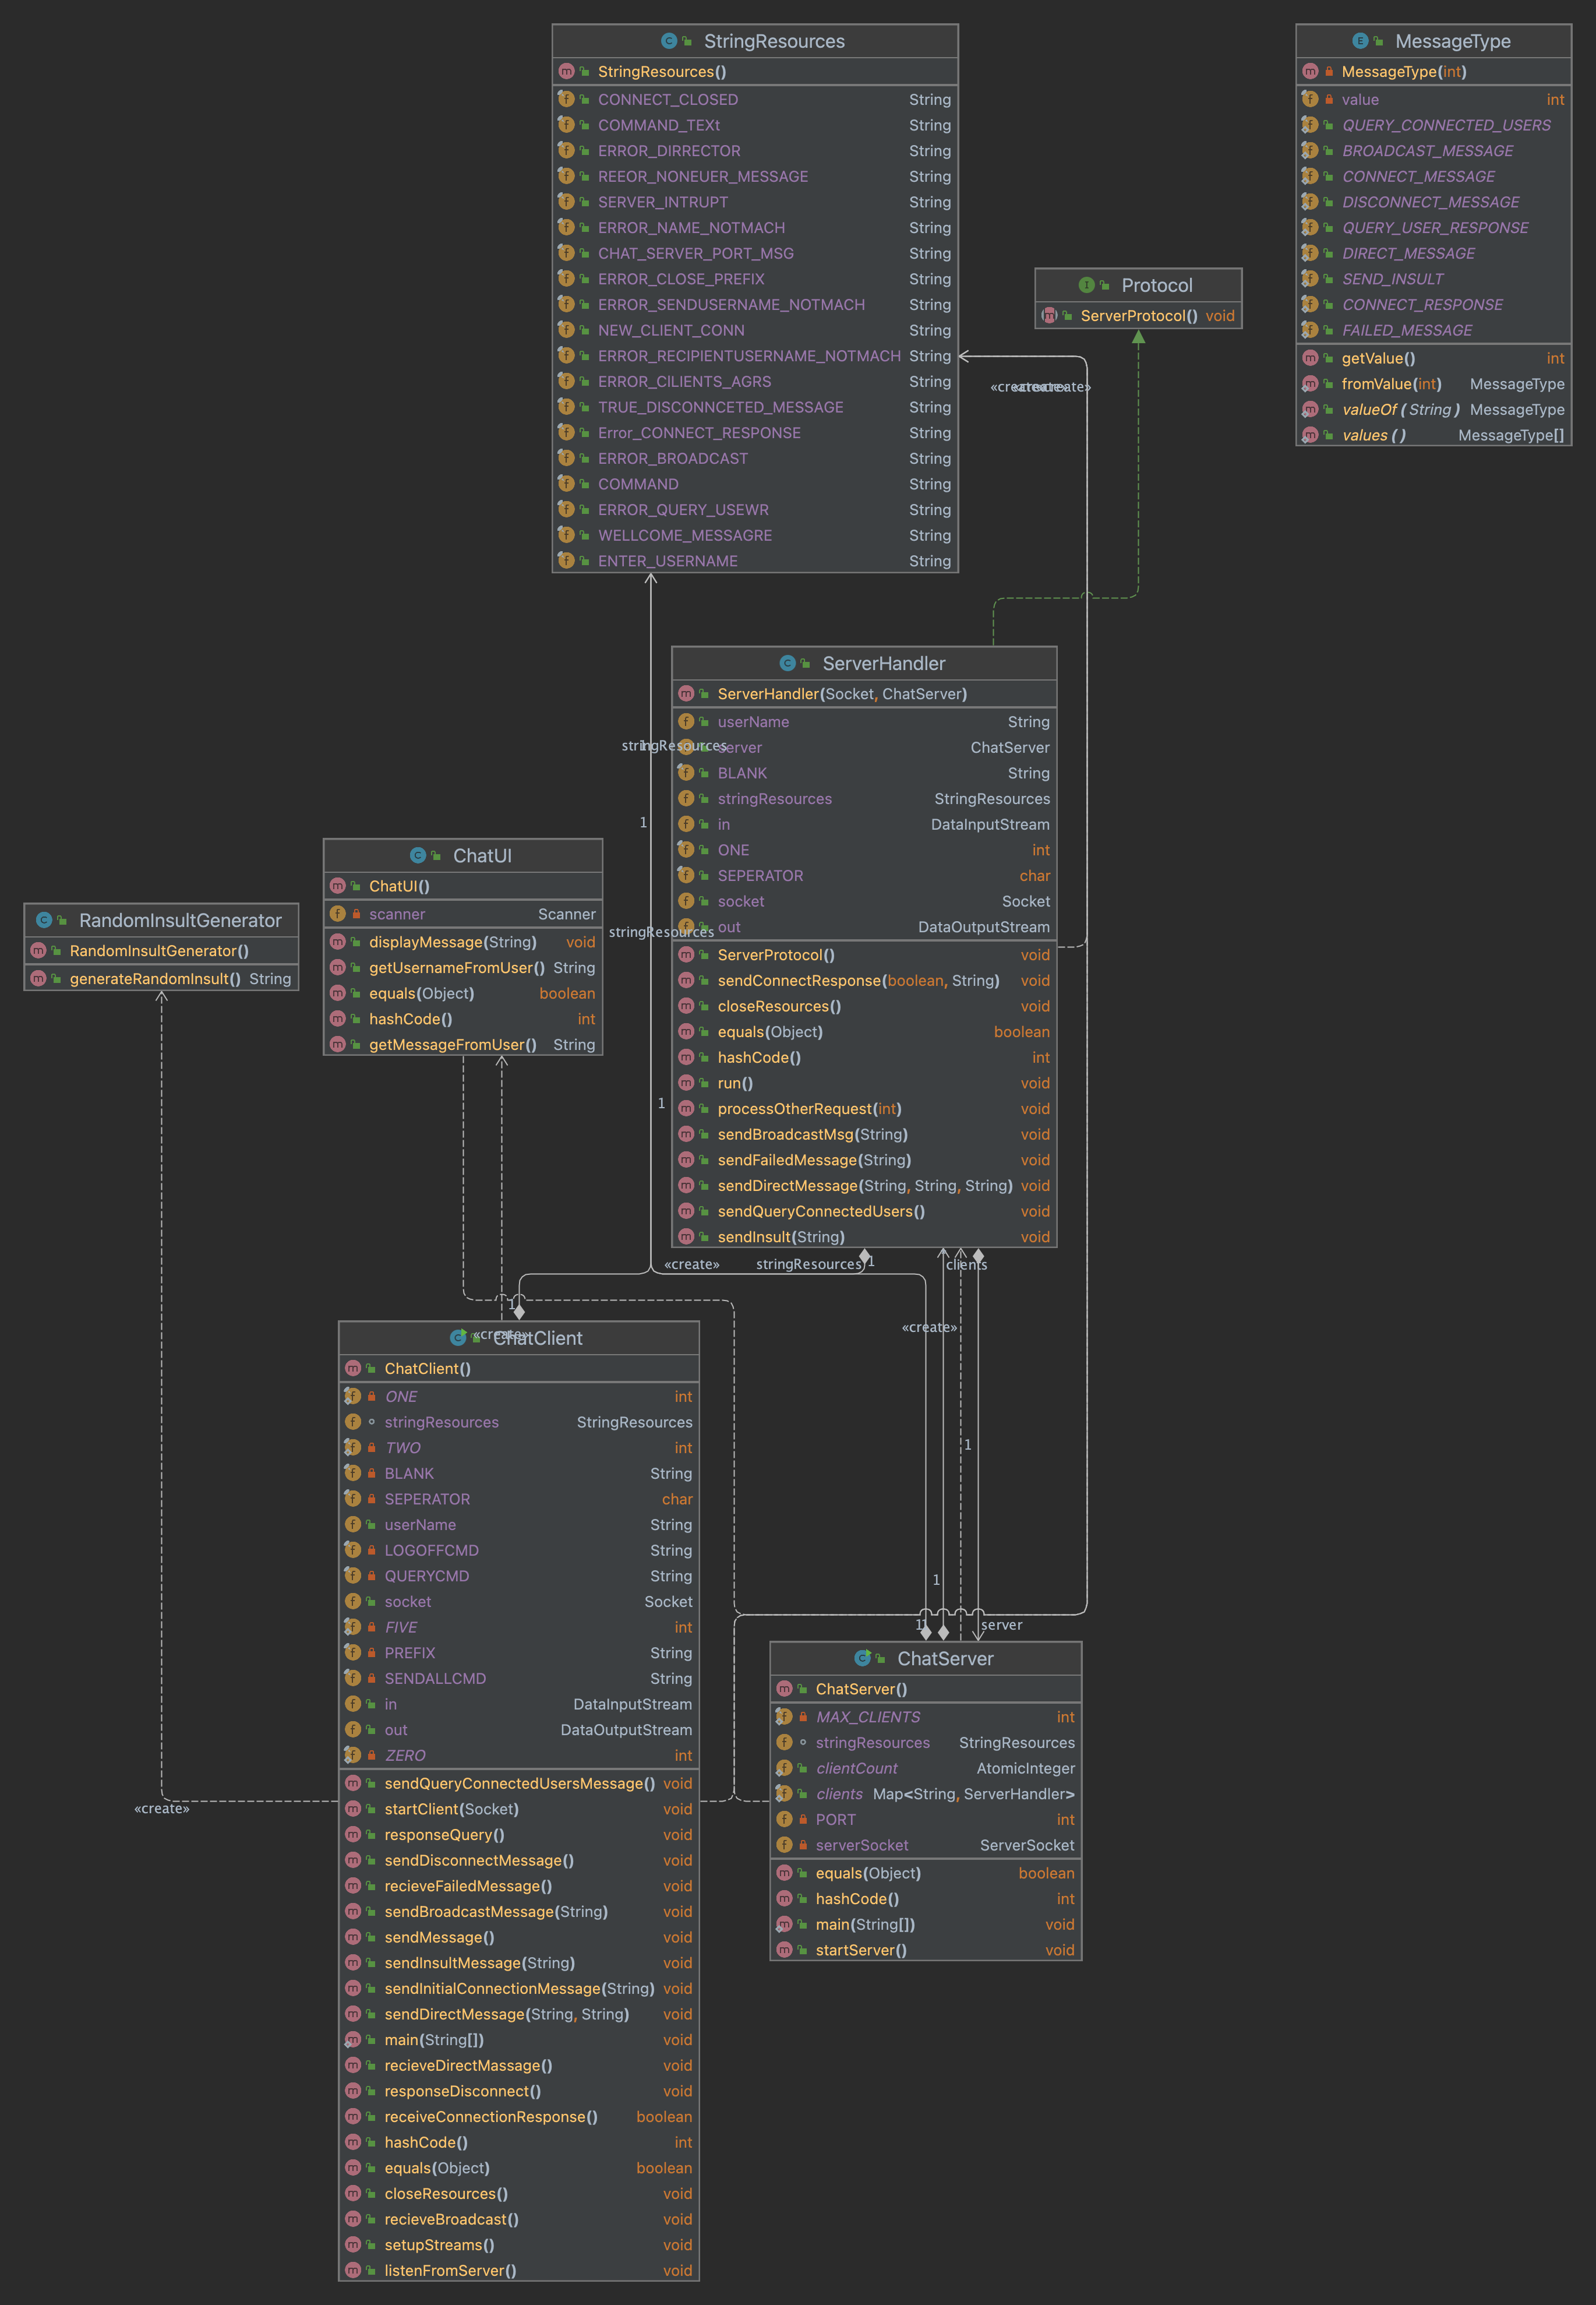 StringResources
StringResources()
CONNECT_CLOSED String
COMMAND_TEXt String
ERROR_DIRRECTOR String
REEOR_NONEUER_MESSAGE String
SERVER_INTRUPT String
ERROR_NAME_NOTMACH String
CHAT_SERVER_PORT_MSG String
ERROR_CLOSE_PREFIX String
ERROR_SENDUSERNAME_NOTMACH String
NEW_CLIENT_CONN String
ERROR_RECIPIENTUSERNAME_NOTMACH String
ERROR_CILIENTS_AGRS String
TRUE_DISCONNCETED_MESSAGE String
Error_CONNECT_RESPONSE String
ERROR_BROADCAST String
COMMAND String
ERROR_QUERY_USEWR String
WELLCOME_MESSAGRE String
ENTER_USERNAME String
MessageType
MessageType(int)
value int
QUERY_CONNECTED_USERS
BROADCAST_MESSAGE
CONNECT_MESSAGE
DISCONNECT_MESSAGE
QUERY_USER_RESPONSE
DIRECT_MESSAGE
SEND_INSULT
CONNECT_RESPONSE
FAILED_MESSAGE
getValue() int
fromValue(int) MessageType
valueOf (String) MessageType
values () MessageType[]
Protocol
ServerProtocol() void
ServerHandler
ServerHandler(Socket, ChatServer)
userName String
server ChatServer
BLANK String
stringResources StringResources
in DataInputStream
ONE int
SEPERATOR char
socket Socket
out DataOutputStream
ServerProtocol() void
sendConnectResponse(boolean, String) void
closeResources() void
equals(Object) boolean
hashCode() int
run() void
processOtherRequest(int) void
sendBroadcastMsg(String) void
sendFailedMessage(String) void
sendDirectMessage(String, String, String) void
sendQueryConnectedUsers() void
sendInsult(String) void
stringResources
1
1
stringResources
1
ChatUI
ChatUI()
scanner Scanner
displayMessage(String) void
getUsernameFromUser() String
equals(Object) boolean
hashCode() int
getMessageFromUser() String
RandomInsultGenerator
RandomInsultGenerator()
generateRandomInsult() String
«create»
stringResources
1
clients
«create»
1
1
1
server
1
«create»
ChatClient
ChatClient()
ONE int
stringResources StringResources
TWO int
BLANK String
SEPERATOR char
userName String
LOGOFFCMD String
QUERYCMD String
socket Socket
FIVE int
PREFIX String
SENDALLCMD String
in DataInputStream
out DataOutputStream
ZERO int
sendQueryConnectedUsersMessage() void
startClient(Socket) void
responseQuery() void
sendDisconnectMessage() void
recieveFailedMessage() void
sendBroadcastMessage(String) void
sendMessage() void
sendInsultMessage(String) void
sendInitialConnectionMessage(String) void
sendDirectMessage(String, String) void
main(String[]) void
recieveDirectMassage() void
responseDisconnect() void
receiveConnectionResponse() boolean
hashCode() int
equals(Object) boolean
closeResources() void
recieveBroadcast() void
setupStreams() void
listenFromServer() void
«create»
ChatServer
ChatServer()
MAX_CLIENTS int
stringResources StringResources
clientCount AtomicInteger
clients Map<String, ServerHandler>
PORT int
serverSocket ServerSocket
equals(Object) boolean
hashCode() int
main(String[]) void
startServer() void